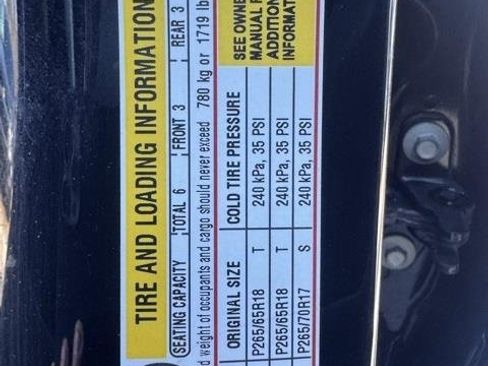 TIRE AND LOADING INFORMATION
SEATING CAPACITY TOTAL 6 FRONT 3 REAR 3
weight of occupants and cargo should never exceed 780 kg or 1719 lb
ORIGINAL SIZE COLD TIRE PRESSURE SEE OWNE
MANUAL F
ADDITION
INFORMAT
P265/65R18 T 240 kPa, 35 PSI
P265/65R18 T 240 kPa, 35 PSI
P265/70R17 S 240 kPa, 35 PSI